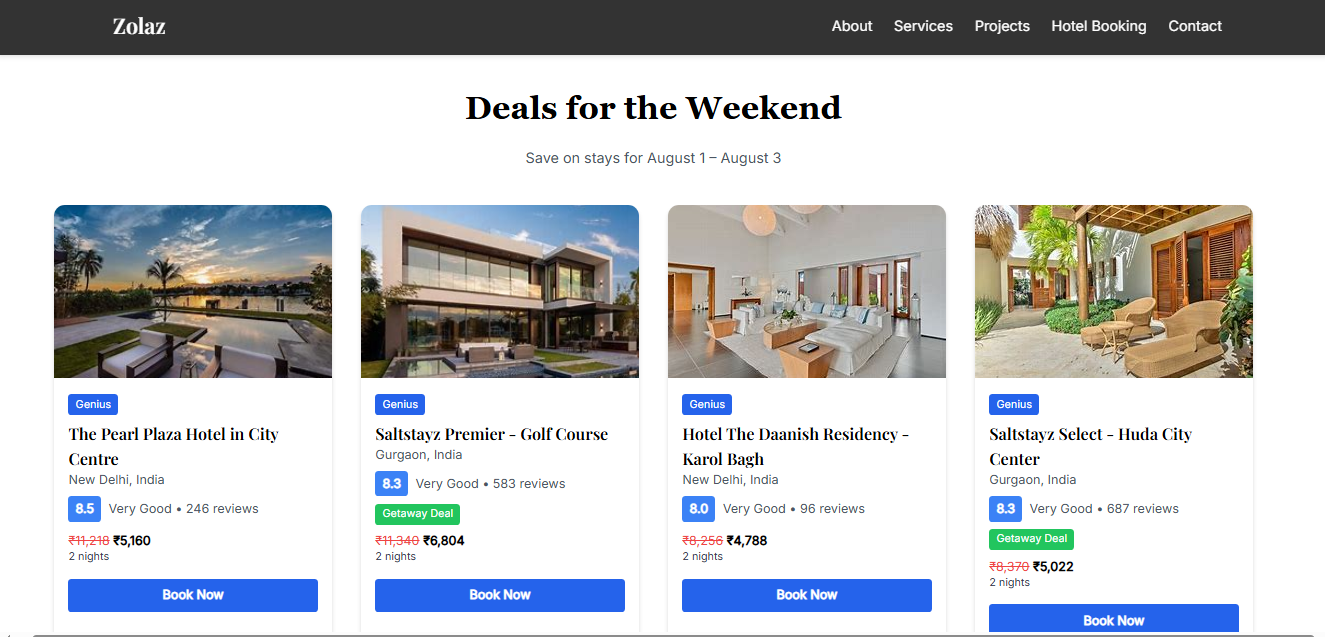 Zolaz
About Services Projects Hotel Booking Contact
Deals for the Weekend
Save on stays for August 1 – August 3
Genius
The Pearl Plaza Hotel in City
Centre
New Delhi, India
8.5 Very Good • 246 reviews
₹11,218 ₹5,160
2 nights
Book Now
Genius
Saltstayz Premier - Golf Course
Gurgaon, India
8.3 Very Good • 583 reviews
Getaway Deal
₹11,340 ₹6,804
2 nights
Book Now
Genius
Hotel The Daanish Residency -
Karol Bagh
New Delhi, India
8.0 Very Good • 96 reviews
₹8,256 ₹4,788
2 nights
Book Now
Genius
Saltstayz Select - Huda City
Center
Gurgaon, India
8.3 Very Good • 687 reviews
Getaway Deal
₹8,370 ₹5,022
2 nights
Book Now